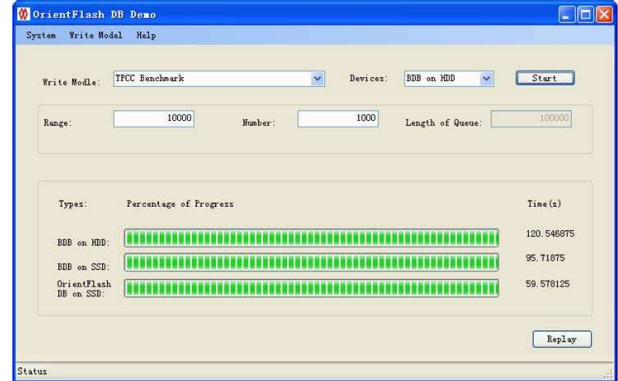 OrientFlash DB Demo
System Write Model Help
Write Modle: TPCC Benchmark Devices: BDB on HDD Start
Range: 10000 Number: 1000 Length of Queue: 100000
Types: Percentage of Progress Time(s)
BDB on HDD: 120.546875
BDB on SSD: 95.71875
OrientFlash
DB on SSD: 59.578125
Replay
Status